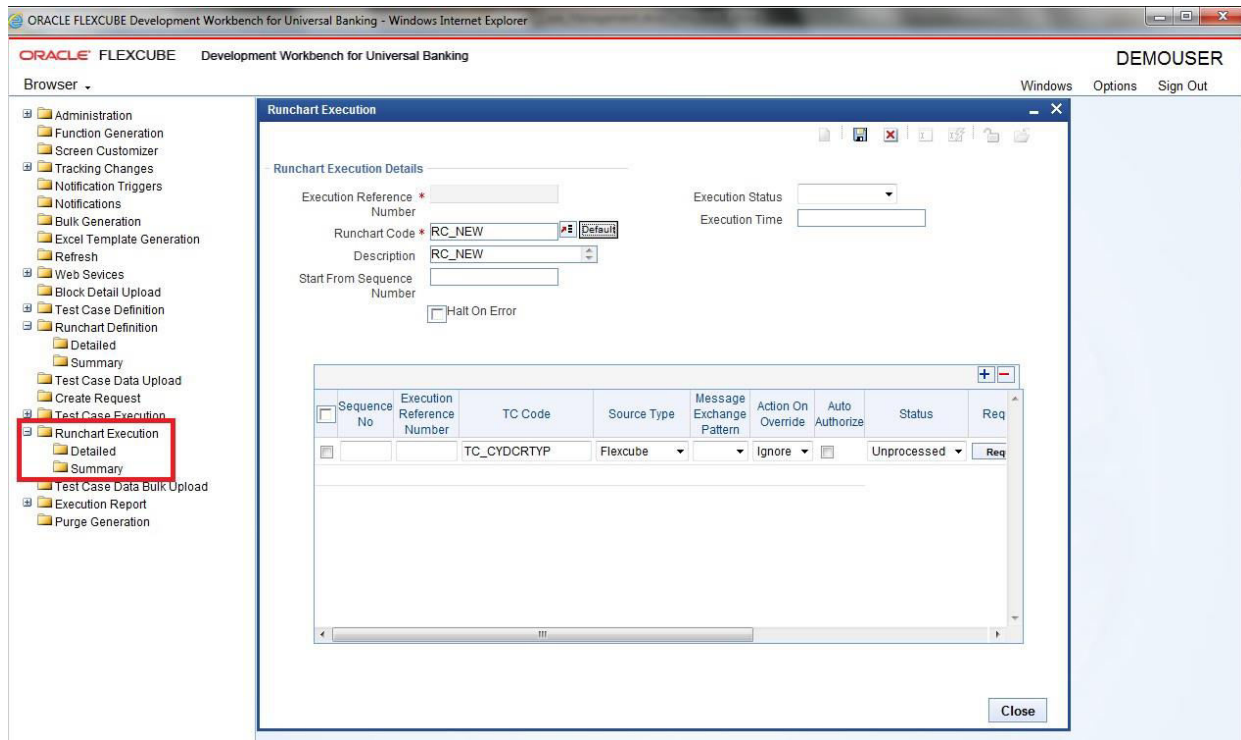 ORACLE FLEXCUBE Development Workbench for Universal Banking - Windows Internet Explorer
ORACLE FLEXCUBE Development Workbench for Universal Banking
DEMOUSER
Browser
Windows Options Sign Out
Administration
Function Generation
Screen Customizer
Tracking Changes
Notification Triggers
Notifications
Bulk Generation
Excel Template Generation
Refresh
Web Sevices
Block Detail Upload
Test Case Definition
Runchart Definition
Detailed
Summary
Test Case Data Upload
Create Request
Test Case Execution
Runchart Execution
Detailed
Summary
Test Case Data Bulk Upload
Execution Report
Purge Generation
Runchart Execution
Runchart Execution Details
Execution Reference *
Number
Runchart Code * RC_NEW Default
Description RC_NEW
Start From Sequence
Number
Halt On Error
Execution Status
Execution Time
Sequence No
Execution Reference Number
TC Code
Source Type
Message Exchange Pattern
Action On Override
Auto Authorize
Status
Req
TC_CYDCRTYP Flexcube Ignore Unprocessed Req
Close